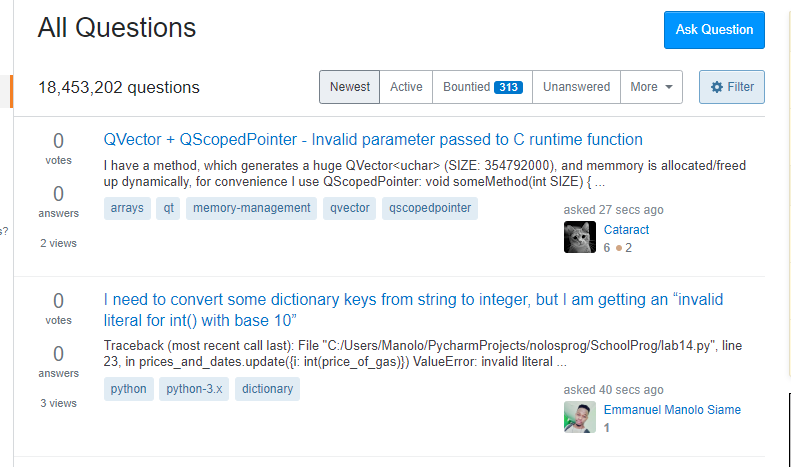 All Questions
Ask Question
18,453,202 questions
Newest Active Bountied 313 Unanswered More Filter
0
votes
QVector + QScopedPointer - Invalid parameter passed to C runtime function
I have a method, which generates a huge QVector<uchar> (SIZE: 354792000), and memmory is allocated/freed
up dynamically, for convenience I use QScopedPointer: void someMethod(int SIZE) { ...
0
answers
arrays qt memory-management qvector qscopedpointer
s?
2 views
asked 27 secs ago
Cataract
6 2
0
votes
I need to convert some dictionary keys from string to integer, but I am getting an “invalid
literal for int() with base 10”
Traceback (most recent call last): File "C:/Users/Manolo/PycharmProjects/nolosprog/SchoolProg/lab14.py", line
23, in prices_and_dates.update({i: int(price_of_gas)}) ValueError: invalid literal ...
0
answers
python python-3.x dictionary
3 views
asked 40 secs ago
Emmanuel Manolo Siame
1